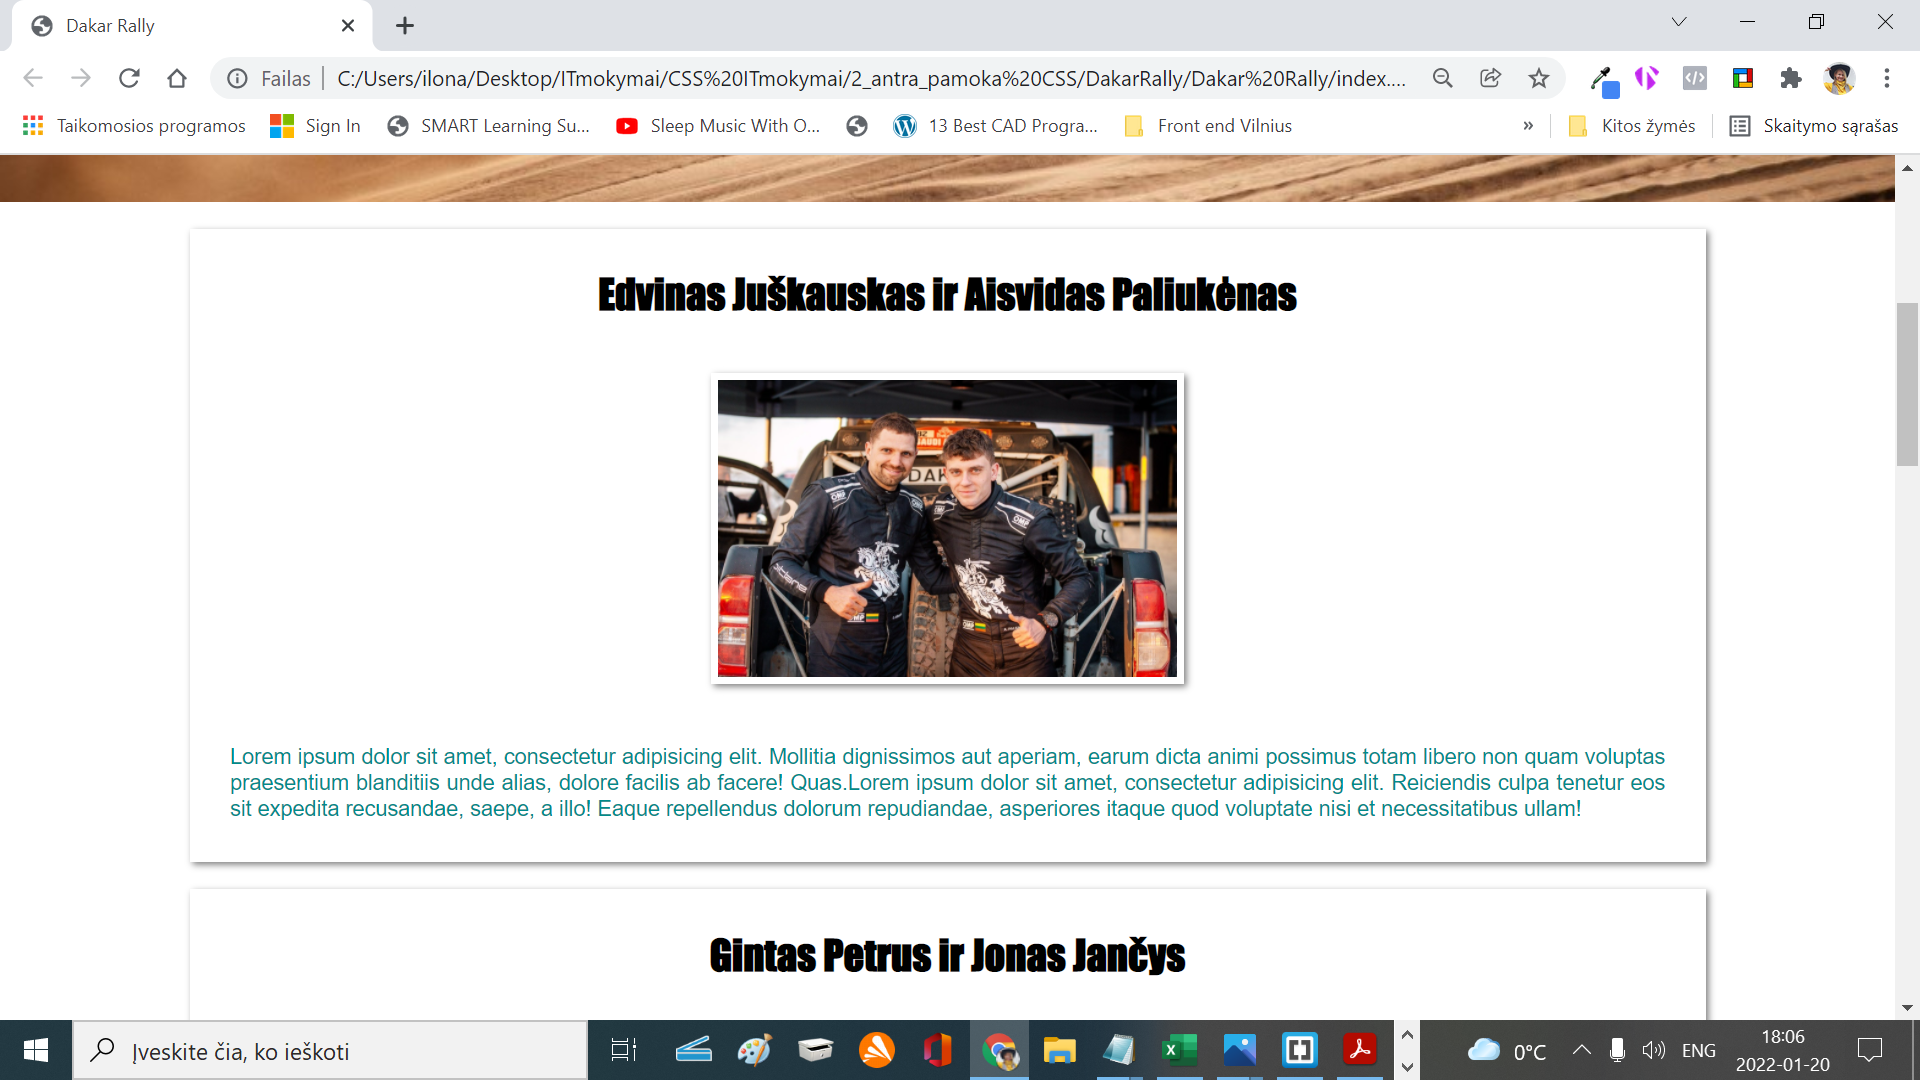 Dakar Rally
Failas
C:/Users/ilona/Desktop/ITmokymai/CSS%20ITmokymai/2_antra_pamoka%20CSS/DakarRally/Dakar%20Rally/index....
Taikomosios programos
Sign In
SMART Learning Su...
Sleep Music With O...
13 Best CAD Progra...
Front end Vilnius
»
Kitos žymės
Skaitymo sąrašas
Edvinas Juškauskas ir Aisvidas Paliukėnas
DAK
OMP
OMP
OMP
OMP
Lorem ipsum dolor sit amet, consectetur adipisicing elit. Mollitia dignissimos aut aperiam, earum dicta animi possimus totam libero non quam voluptas
praesentium blanditiis unde alias, dolore facilis ab facere! Quas.Lorem ipsum dolor sit amet, consectetur adipisicing elit. Reiciendis culpa tenetur eos
sit expedita recusandae, saepe, a illo! Eaque repellendus dolorum repudiandae, asperiores itaque quod voluptate nisi et necessitatibus ullam!
Gintas Petrus ir Jonas Jančys
Įveskite čia, ko ieškoti
0°C
ENG
18:06
2022-01-20